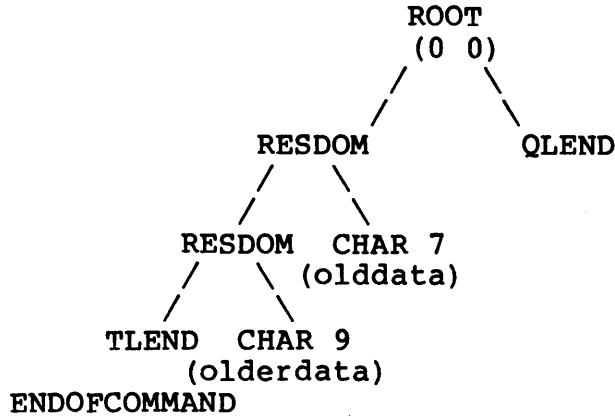 ROOT
(0 0)
/ \
/ \
/ \
RESDOM QLEND
/ \
/ \
RESDOM CHAR 7
/ \ (olddata)
/ \
TLEND CHAR 9
(olderdata)
ENDOFCOMMAND